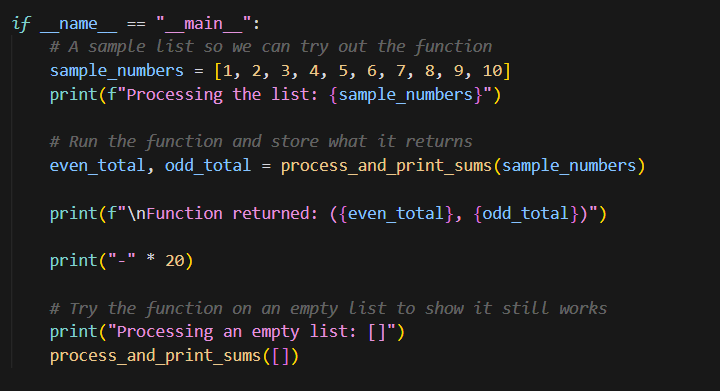 if __name__ == "__main__":
    # A sample list so we can try out the function
    sample_numbers = [1, 2, 3, 4, 5, 6, 7, 8, 9, 10]
    print(f"Processing the list: {sample_numbers}")

    # Run the function and store what it returns
    even_total, odd_total = process_and_print_sums(sample_numbers)

    print(f"\nFunction returned: ({even_total}, {odd_total})")

    print("-" * 20)

    # Try the function on an empty list to show it still works
    print("Processing an empty list: []")
    process_and_print_sums([])